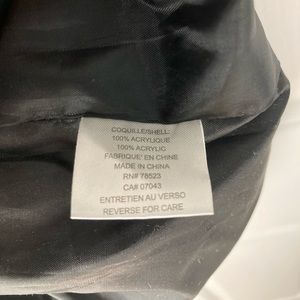 COQUILLE/SHELL:
100% ACRYLIQUE
100% ACRYLIC
FABRIQUE' EN CHINE
MADE IN CHINA
RN# 78523
CA# 07043
ENTRETIEN AU VERSO
REVERSE FOR CARE